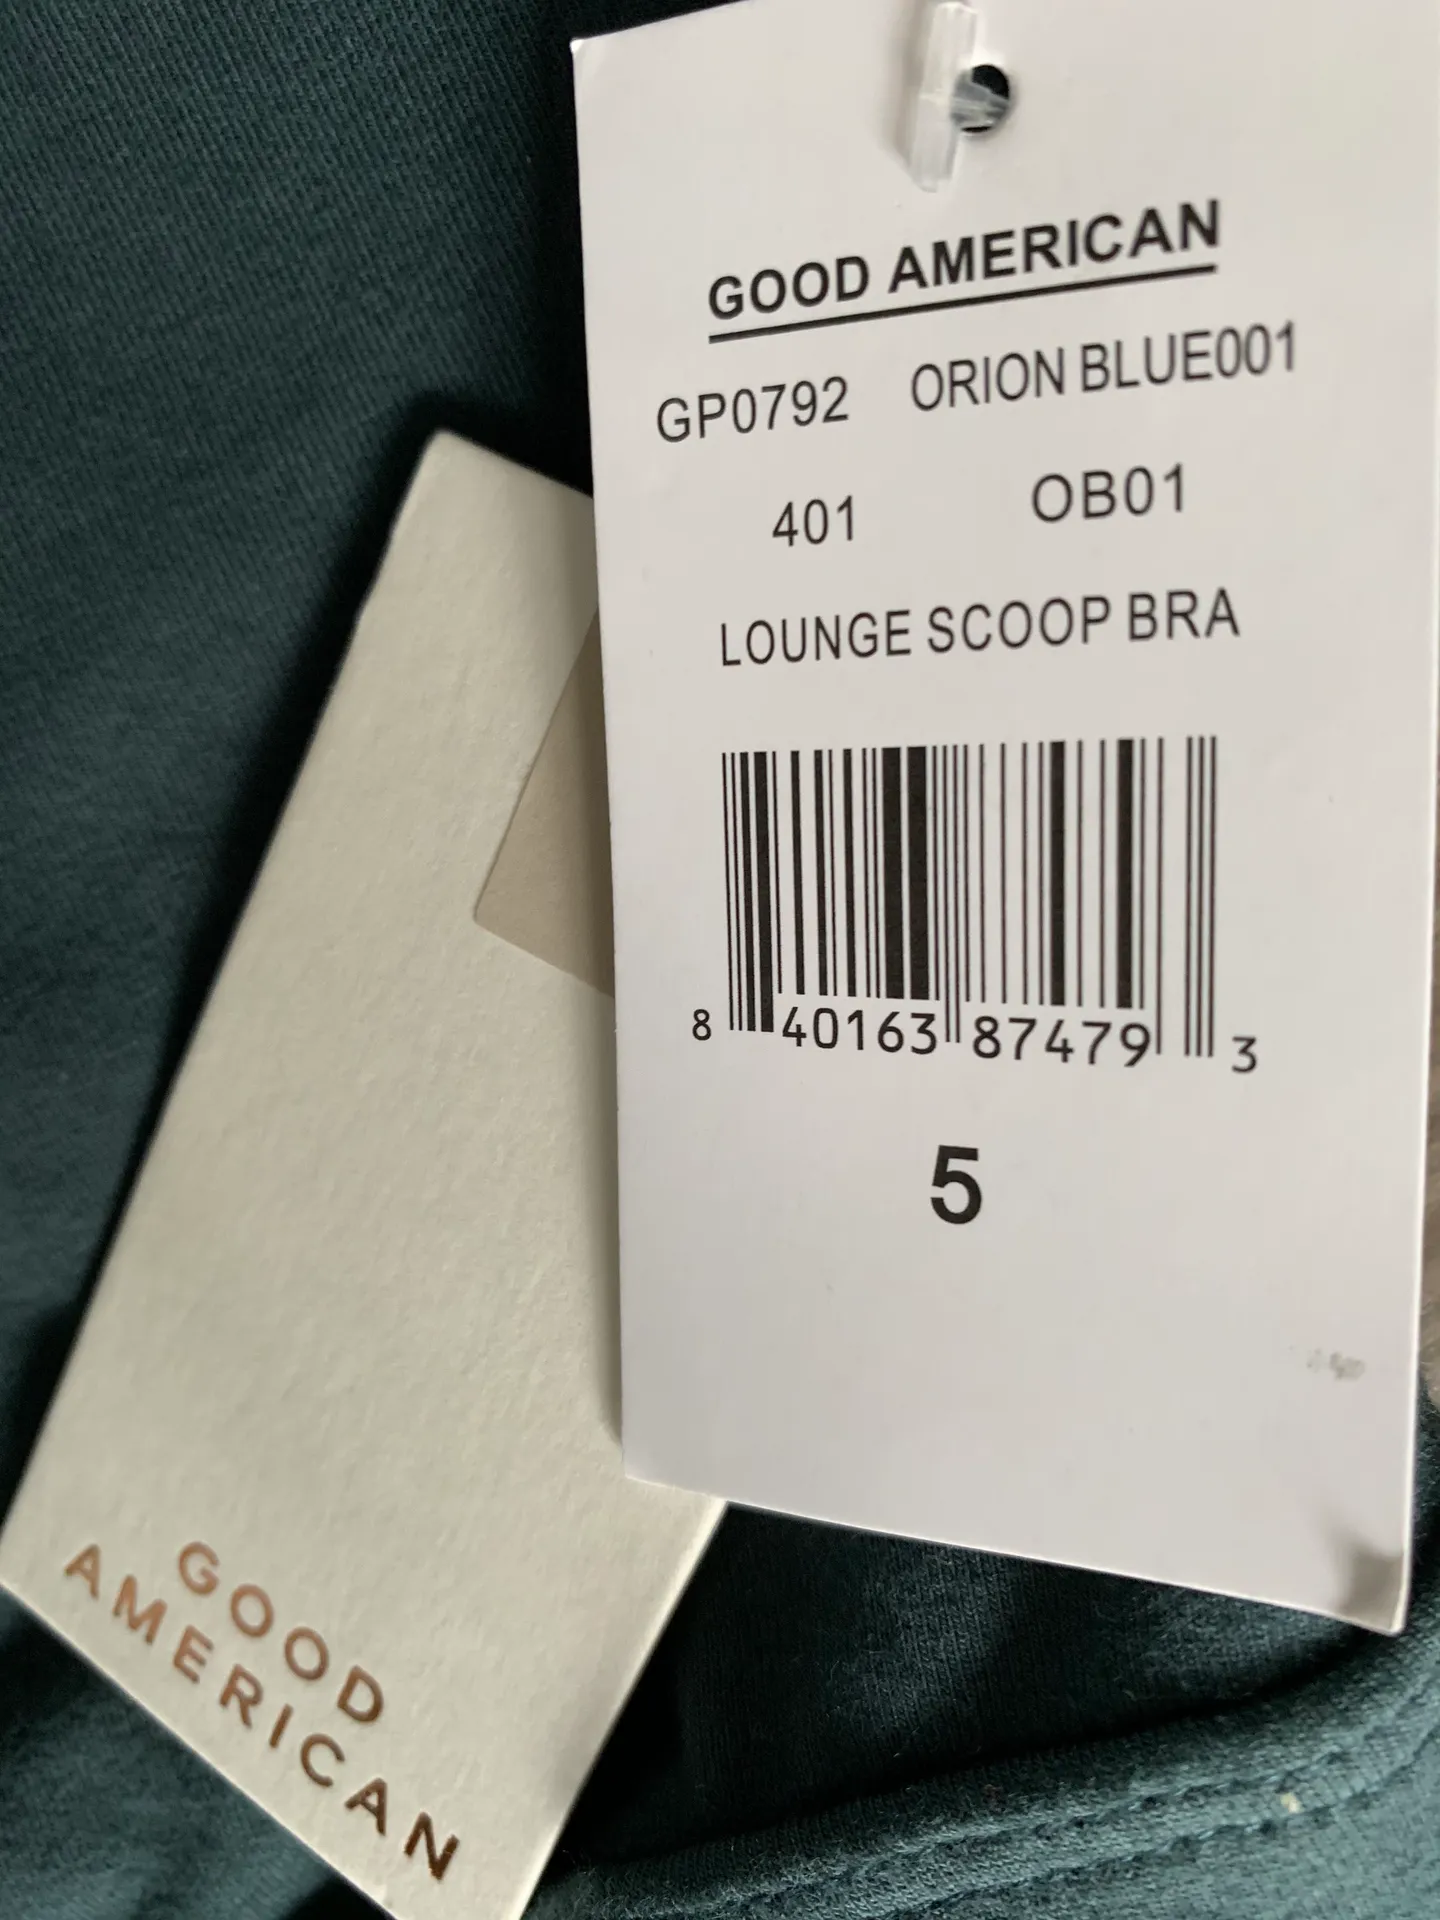 GOOD AMERICAN
GP0792 ORION BLUE001
401 OB01
LOUNGE SCOOP BRA
8 40163 87479 3
5
GOOD
AMERICAN